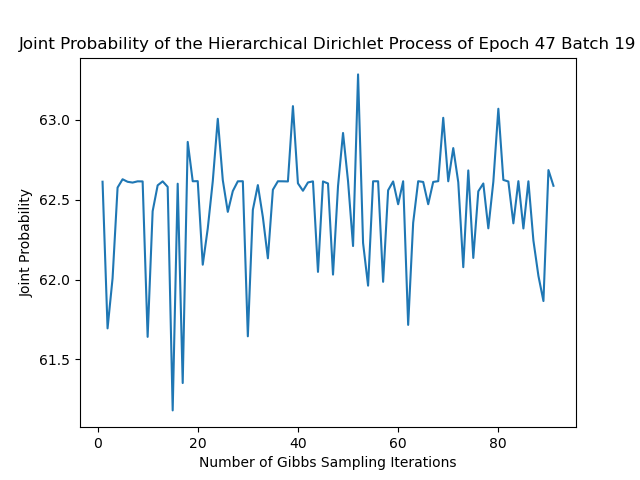 Joint Probability of the Hierarchical Dirichlet Process of Epoch 47 Batch 19
63.0
62.5
62.0
61.5
Joint Probability
0 20 40 60 80
Number of Gibbs Sampling Iterations